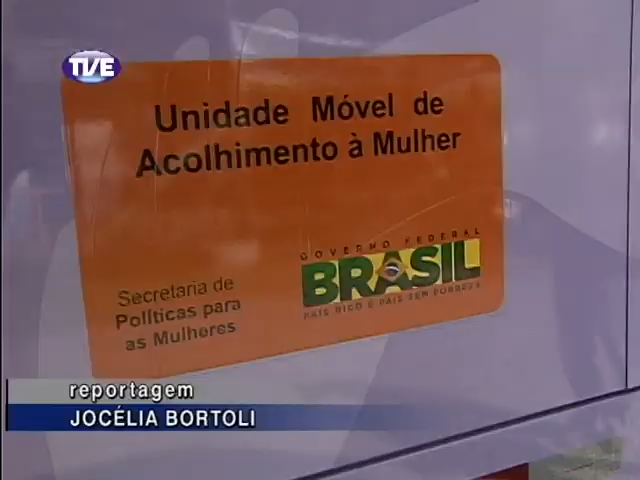 TVE
Unidade Móvel de
Acolhimento à Mulher
GOVERNO FEDERAL
BRASIL
PAÍS RICO É PAÍS SEM POBREZA
Secretaria de
Políticas para
as Mulheres
reportagem
JOCÉLIA BORTOLI